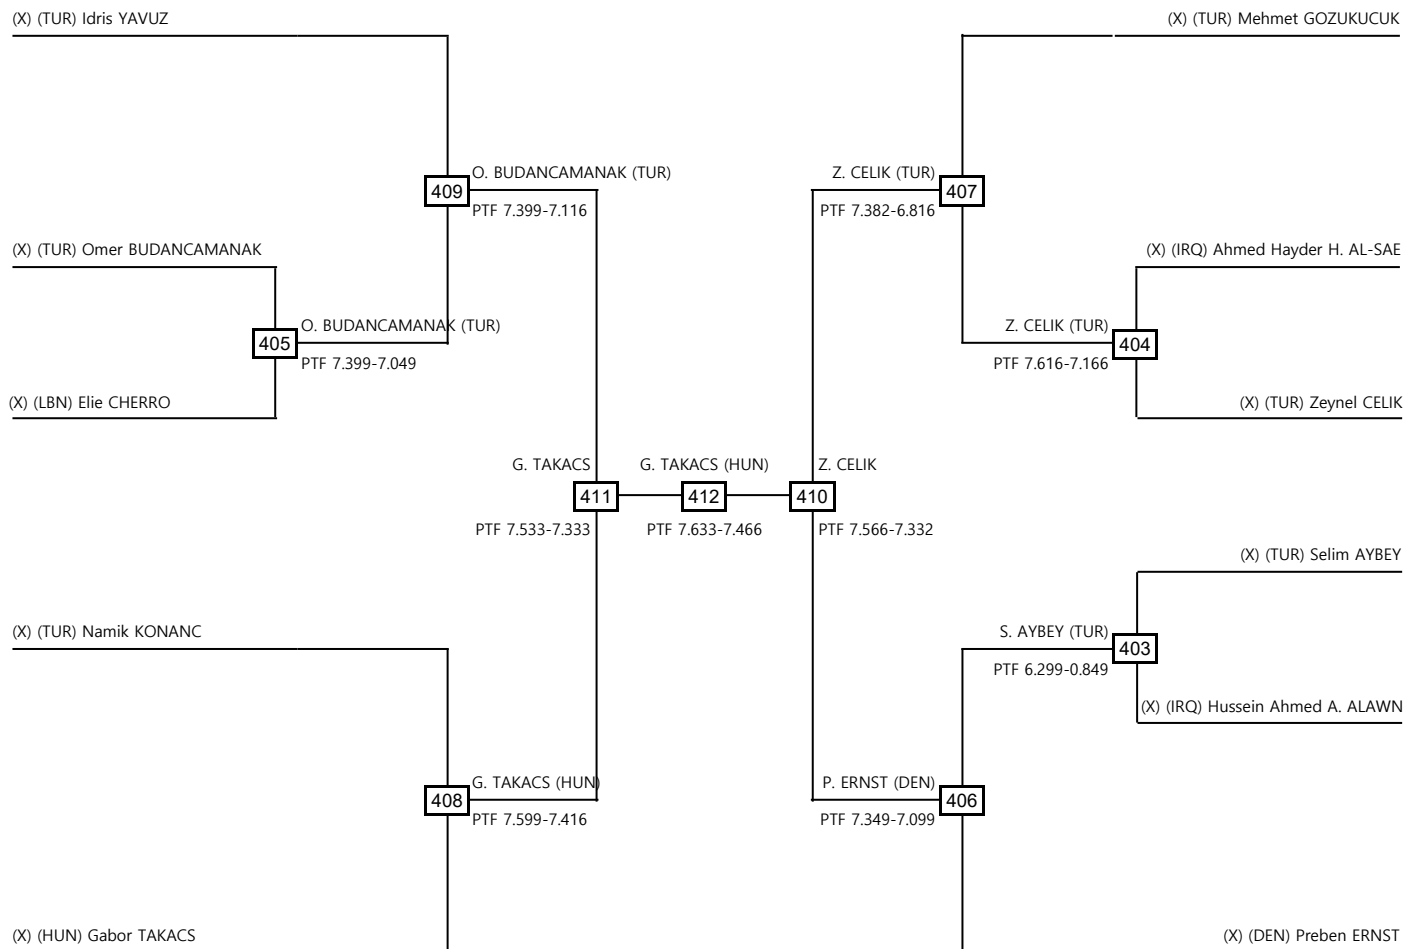 (X) (TUR) Idris YAVUZ
(X) (TUR) Mehmet GOZUKUCUK
O. BUDANCAMANAK (TUR)
409
PTF 7.399-7.116
Z. CELIK (TUR)
407
PTF 7.382-6.816
(X) (TUR) Omer BUDANCAMANAK
(X) (IRQ) Ahmed Hayder H. AL-SAE
O. BUDANCAMANAK (TUR)
405
PTF 7.399-7.049
Z. CELIK (TUR)
404
PTF 7.616-7.166
(X) (LBN) Elie CHERRO
(X) (TUR) Zeynel CELIK
G. TAKACS
411
PTF 7.533-7.333
G. TAKACS (HUN)
412
PTF 7.633-7.466
Z. CELIK
410
PTF 7.566-7.332
(X) (TUR) Selim AYBEY
(X) (TUR) Namik KONANC
S. AYBEY (TUR)
403
PTF 6.299-0.849
(X) (IRQ) Hussein Ahmed A. ALAWN
G. TAKACS (HUN)
408
PTF 7.599-7.416
P. ERNST (DEN)
406
PTF 7.349-7.099
(X) (HUN) Gabor TAKACS
(X) (DEN) Preben ERNST